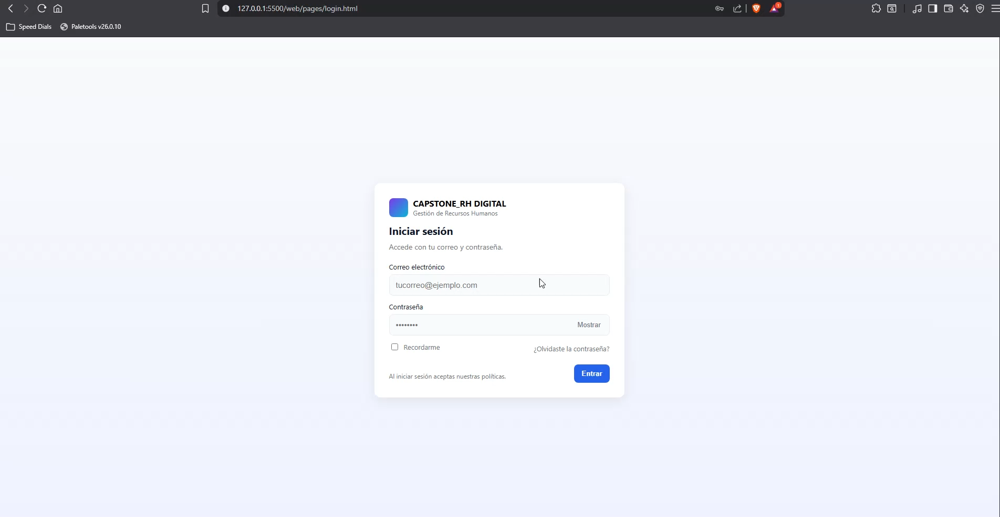 127.0.0.1:5500/web/pages/login.html
1
Speed Dials
Paletools v26.0.10
CAPSTONE_RH DIGITAL
Gestión de Recursos Humanos
Iniciar sesión
Accede con tu correo y contraseña.
Correo electrónico
tucorreo@ejemplo.com
Contraseña
••••••••
Mostrar
Recordarme
¿Olvidaste la contraseña?
Al iniciar sesión aceptas nuestras políticas.
Entrar